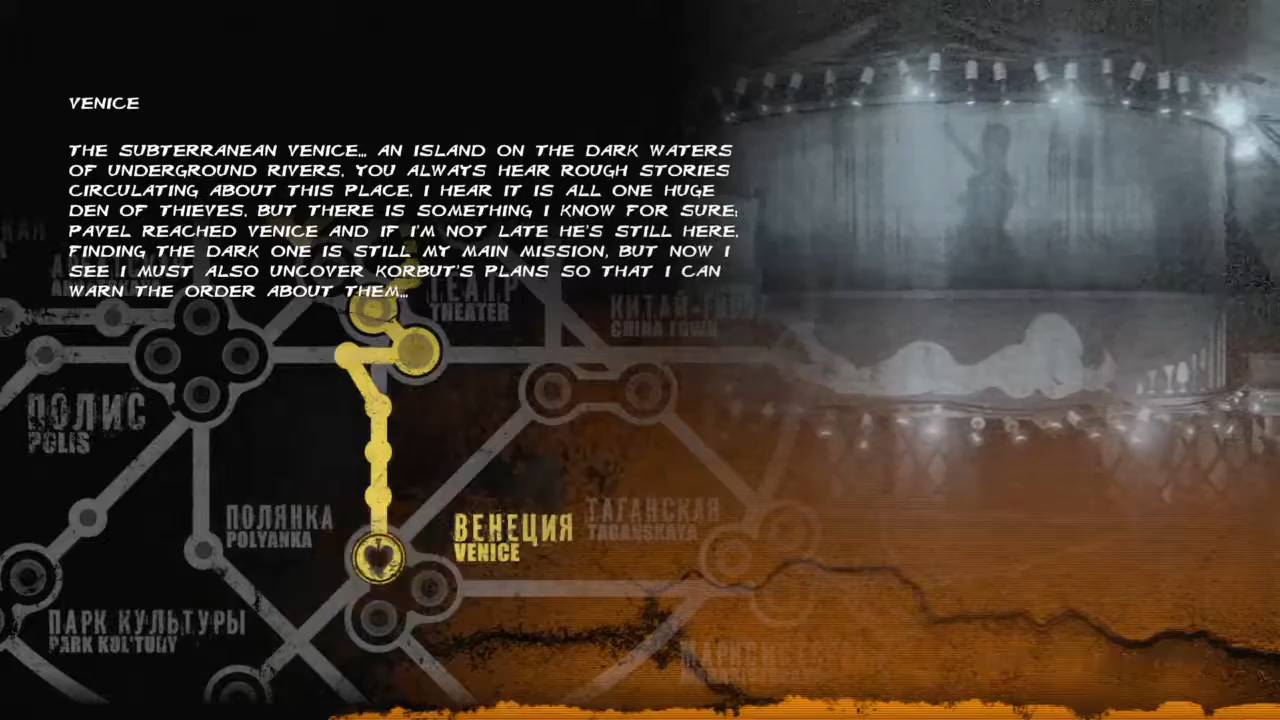 VENICE
THE SUBTERRANEAN VENICE... AN ISLAND ON THE DARK WATERS
OF UNDERGROUND RIVERS. YOU ALWAYS HEAR ROUGH STORIES
CIRCULATING ABOUT THIS PLACE. I HEAR IT IS ALL ONE HUGE
DEN OF THIEVES. BUT THERE IS SOMETHING I KNOW FOR SURE:
PAVEL REACHED VENICE AND IF I'M NOT LATE HE'S STILL HERE.
FINDING THE DARK ONE IS STILL MY MAIN MISSION, BUT NOW I
SEE I MUST ALSO UNCOVER KORBUT'S PLANS SO THAT I CAN
WARN THE ORDER ABOUT THEM...
ТЕАТР
THEATER
КИТАЙ-ГОРОД
CHINA TOWN
ПОЛИС
POLIS
ПОЛЯНКА
POLYANKA
ВЕНЕЦИЯ
VENICE
ТАГАНСКАЯ
TAGANSKAYA
ПАРК КУЛЬТУРЫ
PARK KUL'TURY